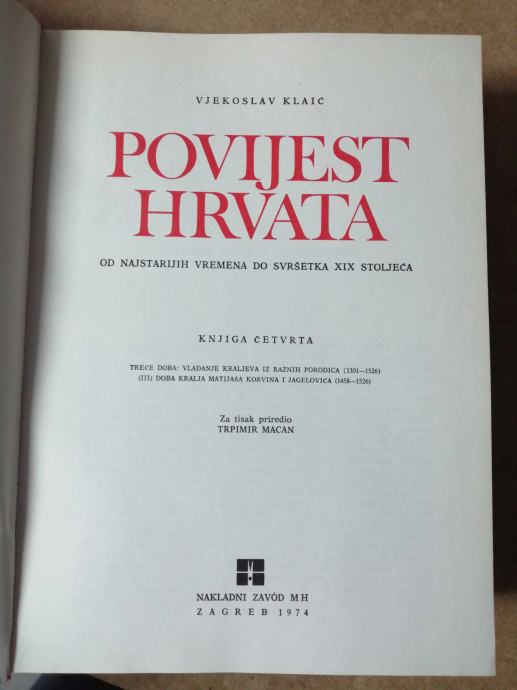 VJEKOSLAV KLAIĆ
POVIJEST
HRVATA
OD NAJSTARIJIH VREMENA DO SVRŠETKA XIX STOLJEĆA
KNJIGA ČETVRTA
TREĆE DOBA: VLADANJE KRALJEVA IZ RAZNIH PORODICA (1301—1526)
(III) DOBA KRALJA MATIJAŠA KORVINA I JAGELOVIĆA (1458—1526)
Za tisak priredio
TRPIMIR MACAN
NAKLADNI ZAVOD MH
ZAGREB 1974